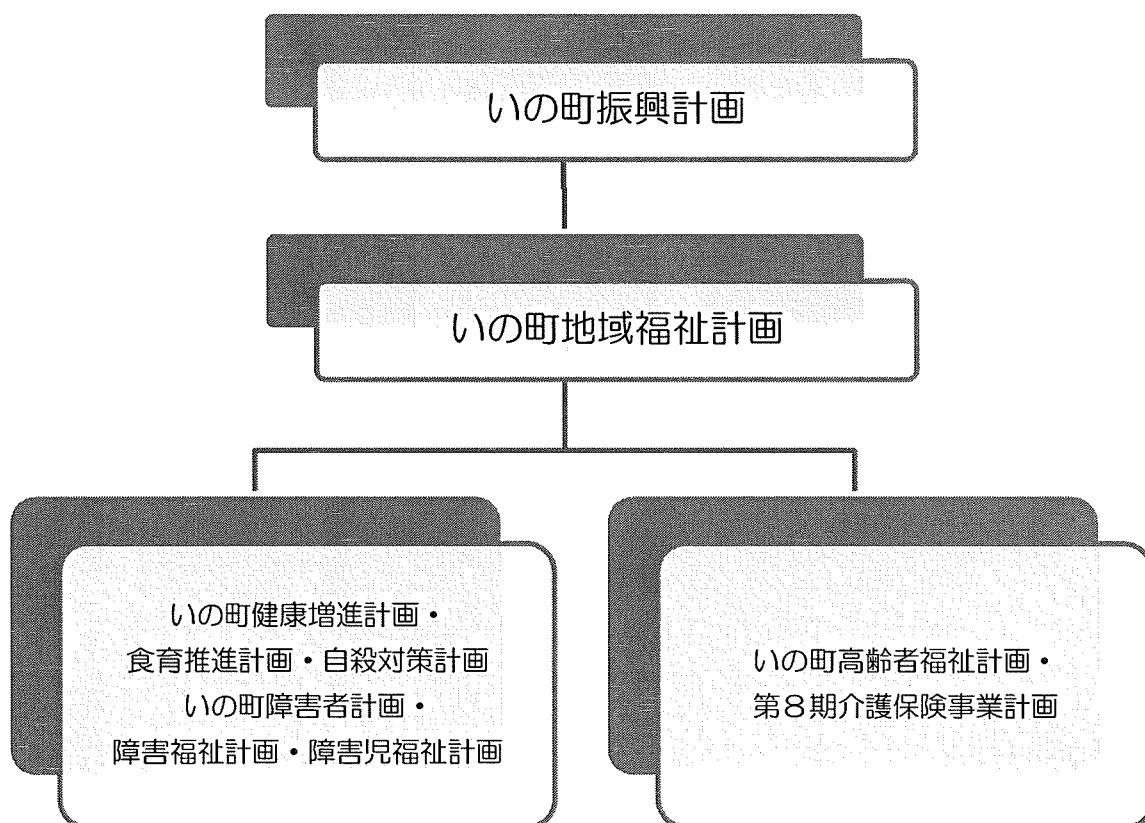 いの町振興計画
いの町地域福祉計画
いの町健康増進計画・
食育推進計画・自殺対策計画
いの町障害者計画・
障害福祉計画・障害児福祉計画
いの町高齢者福祉計画・
第8期介護保険事業計画